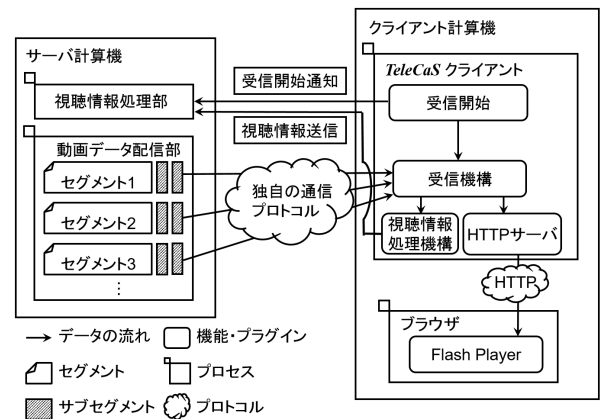 サーバ計算機
視聴情報処理部
動画データ配信部
セグメント1
セグメント2
セグメント3
⋮
受信開始通知
視聴情報送信
独自の通信
プロトコル
クライアント計算機
TeleCaS クライアント
受信開始
受信機構
視聴情報
処理機構
HTTPサーバ
HTTP
ブラウザ
Flash Player
データの流れ
機能・プラグイン
セグメント
プロセス
サブセグメント
プロトコル